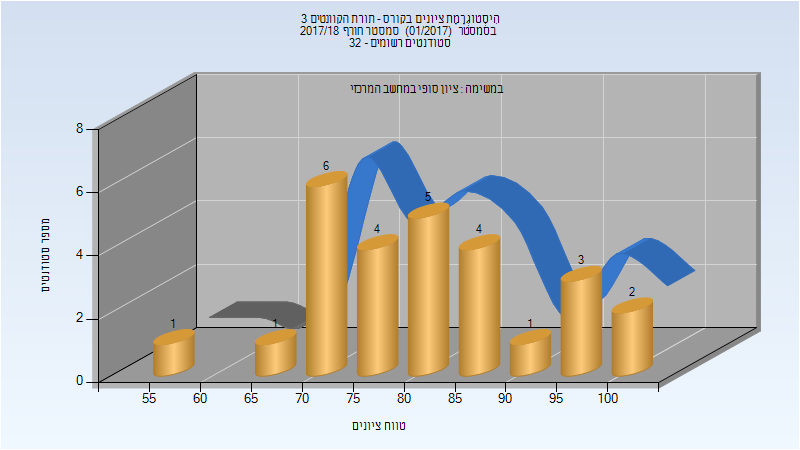 היסטוגרמת ציונים בקורס - תורת הקוונטים 3
בסמסטר (01/2017) סמסטר חורף 2017/18
סטודנטים רשומים - 32
במשימה : ציון סופי במחשב המרכזי
מספר סטודנטים
8
6
4
2
0
1
1
6
4
5
4
1
3
2
55 60 65 70 75 80 85 90 95 100
טווח ציונים